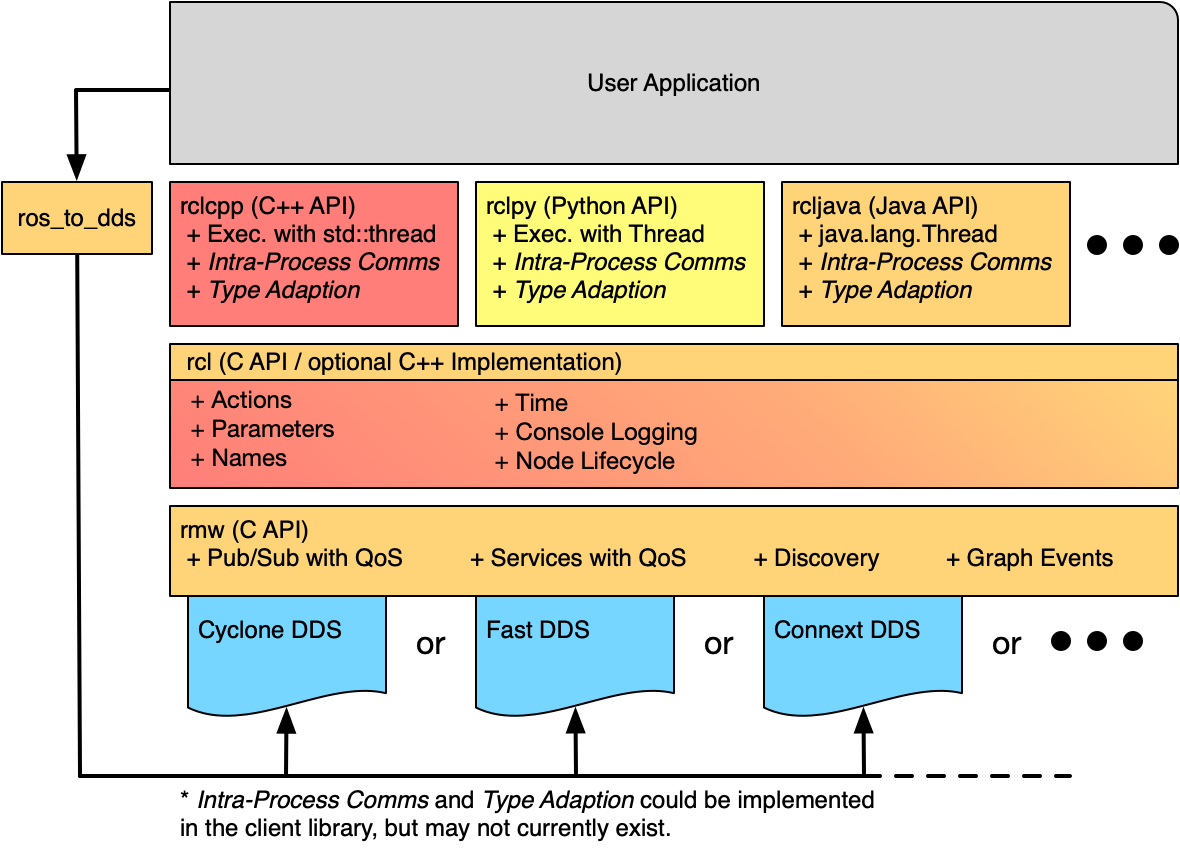 User Application
ros_to_dds
rclcpp (C++ API)
+ Exec. with std::thread
+ Intra-Process Comms
+ Type Adaption
rclpy (Python API)
+ Exec. with Thread
+ Intra-Process Comms
+ Type Adaption
rcljava (Java API)
+ java.lang.Thread
+ Intra-Process Comms
+ Type Adaption
rcl (C API / optional C++ Implementation)
+ Actions
+ Parameters
+ Names
+ Time
+ Console Logging
+ Node Lifecycle
rmw (C API)
+ Pub/Sub with QoS
+ Services with QoS
+ Discovery
+ Graph Events
Cyclone DDS
or
Fast DDS
or
Connext DDS
or
* Intra-Process Comms and Type Adaption could be implemented
in the client library, but may not currently exist.